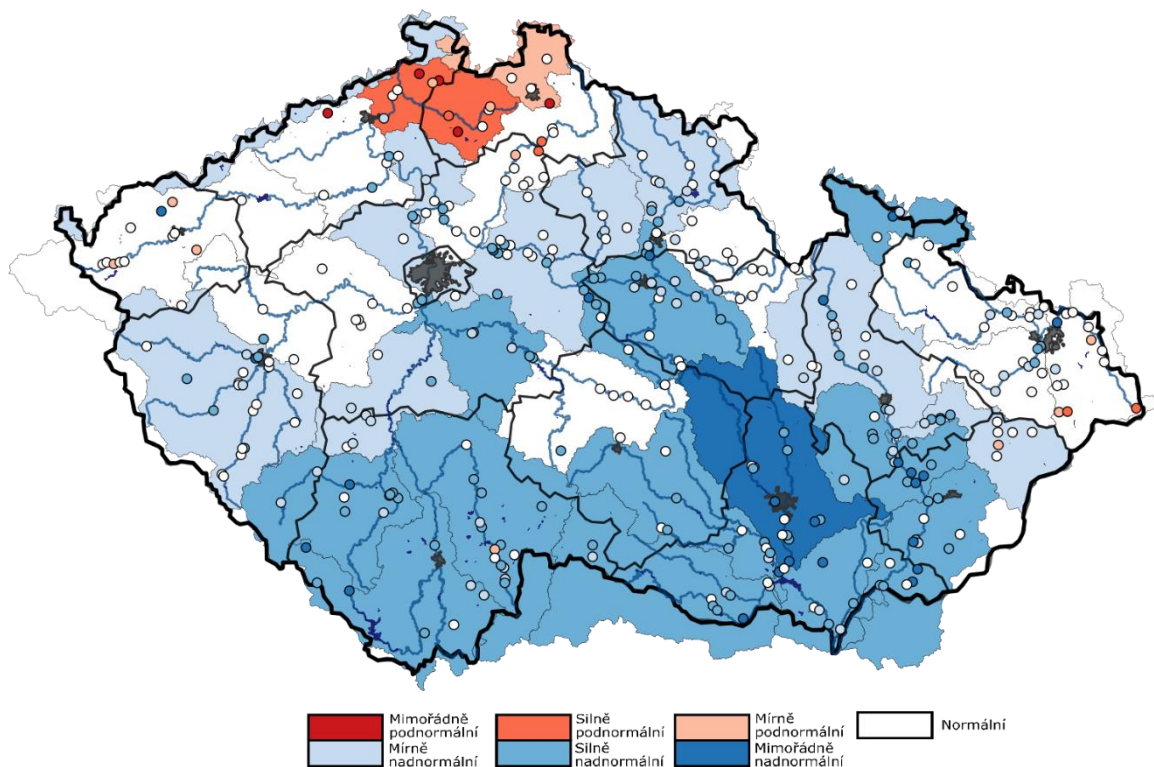 Mimořádně
podnormální
Silně
podnormální
Mírně
podnormální
Normální
Mírně
nadnormální
Silně
nadnormální
Mimořádně
nadnormální